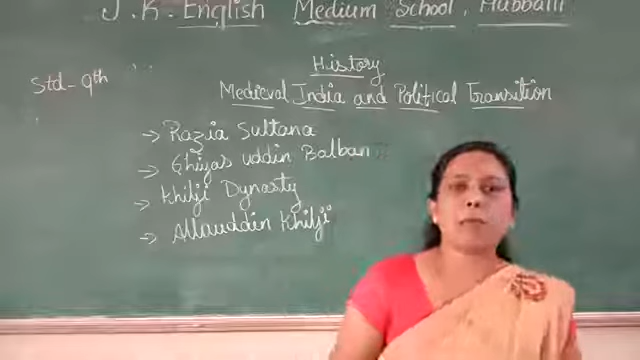 J.K. English Medium School, Hubballi
History
Std-9th
Medieval India and Political Transition
→ Razia Sultana
→ Ghiyas uddin Balban
→ Khilji Dynasty
→ Allauddin Khilji